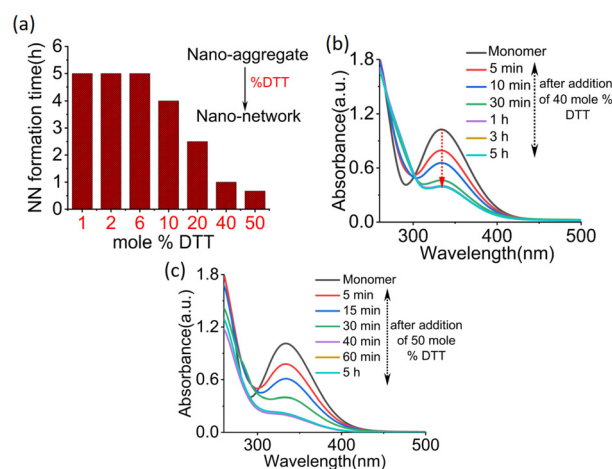 (a)
NN formation time(h)
6
5
4
3
2
1
0
1 2 6 10 20 40 50
mole % DTT
Nano-aggregate
%DTT
Nano-network
(b)
Absorbance(a.u.)
1.8
1.2
0.6
0.0
300 400 500
Wavelength(nm)
Monomer
5 min
10 min
30 min
1 h
3 h
5 h
after addition
of 40 mole %
DTT
(c)
Absorbance(a.u.)
1.8
1.2
0.6
0.0
300 400 500
Wavelength(nm)
Monomer
5 min
15 min
30 min
40 min
60 min
5 h
after addition
of 50 mole
% DTT